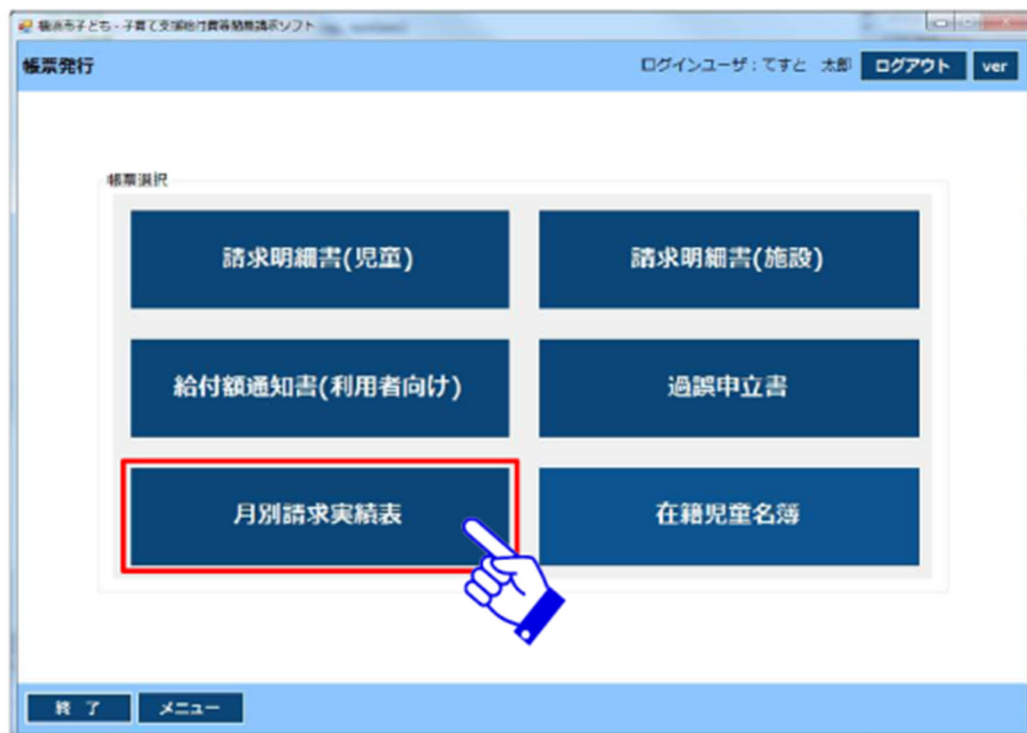 横浜市子ども・子育て支援給付費等簡易請求ソフト
帳票発行
ログインユーザ：てすと　太郎
ログアウト
ver
帳票選択
請求明細書(児童)
請求明細書(施設)
給付額通知書(利用者向け)
過誤申立書
月別請求実績表
在籍児童名簿
終　了
メニュー